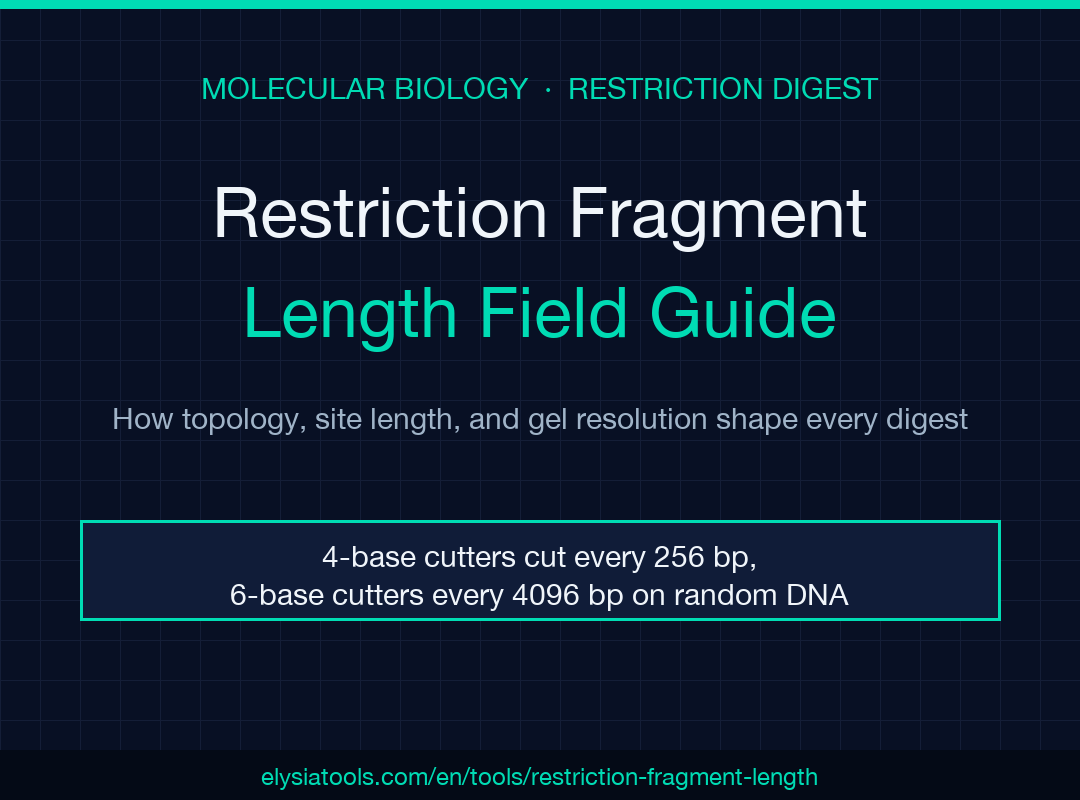 MOLECULAR BIOLOGY · RESTRICTION DIGEST
Restriction Fragment
Length Field Guide
How topology, site length, and gel resolution shape every digest
4-base cutters cut every 256 bp,
6-base cutters every 4096 bp on random DNA
elysiatools.com/en/tools/restriction-fragment-length